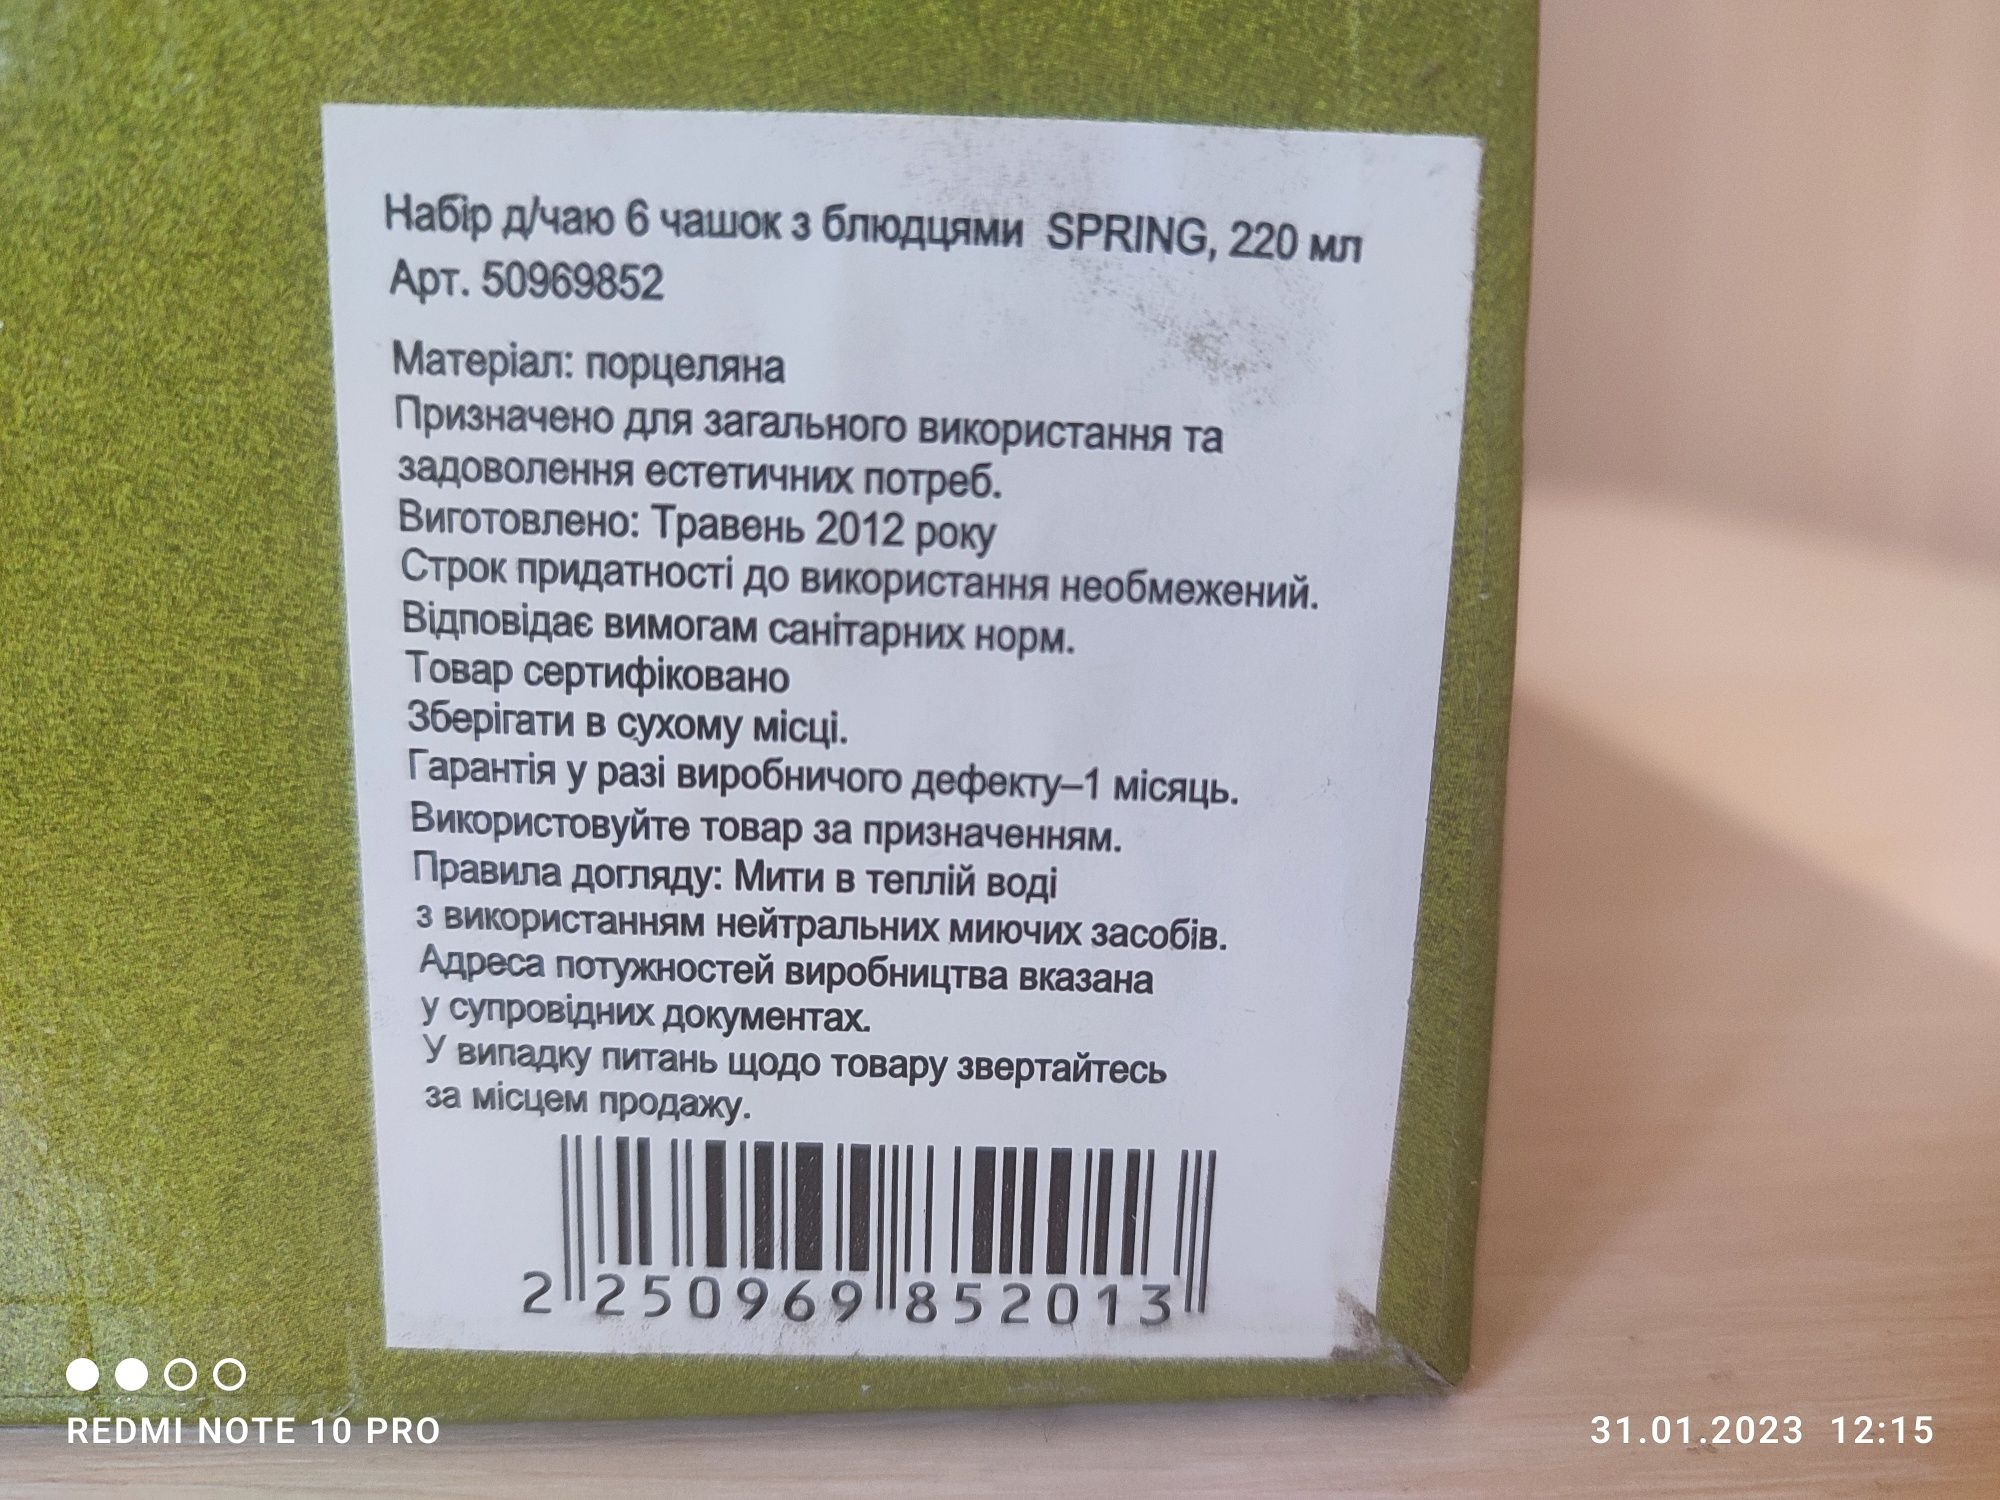 Набір д/чаю 6 чашок з блюдцями SPRING, 220 мл
Арт. 50969852
Матеріал: порцеляна
Призначено для загального використання та
задоволення естетичних потреб.
Виготовлено: Травень 2012 року
Строк придатності до використання необмежений.
Відповідає вимогам санітарних норм.
Товар сертифіковано
Зберігати в сухому місці.
Гарантія у разі виробничого дефекту–1 місяць.
Використовуйте товар за призначенням.
Правила догляду: Мити в теплій воді
з використанням нейтральних миючих засобів.
Адреса потужностей виробництва вказана
у супровідних документах.
У випадку питань щодо товару звертайтесь
за місцем продажу.
2 250969 852013
REDMI NOTE 10 PRO
31.01.2023 12:15